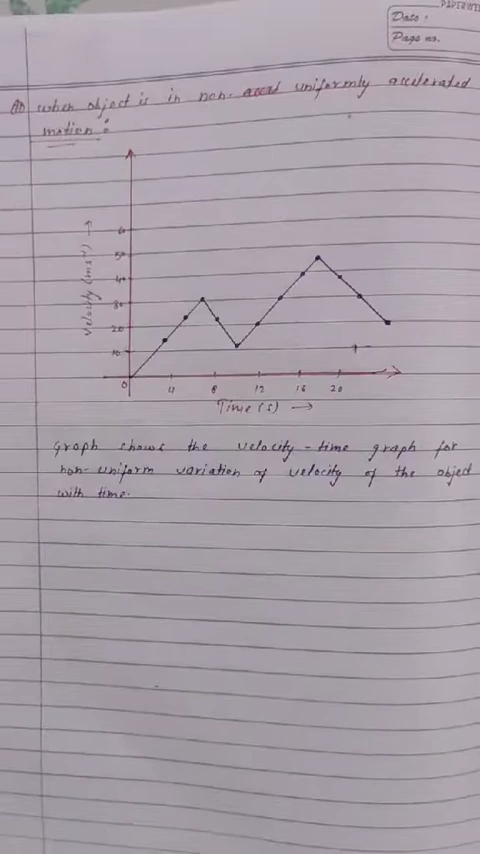 Date :
Page no.
when object is in non- uniformly accelerated
motion :
Velocity (ms⁻¹) →
50
40
30
20
10
0 4 8 12 16 20
Time (s) →
Graph shows the velocity - time graph for
non-uniform variation of velocity of the object
with time.